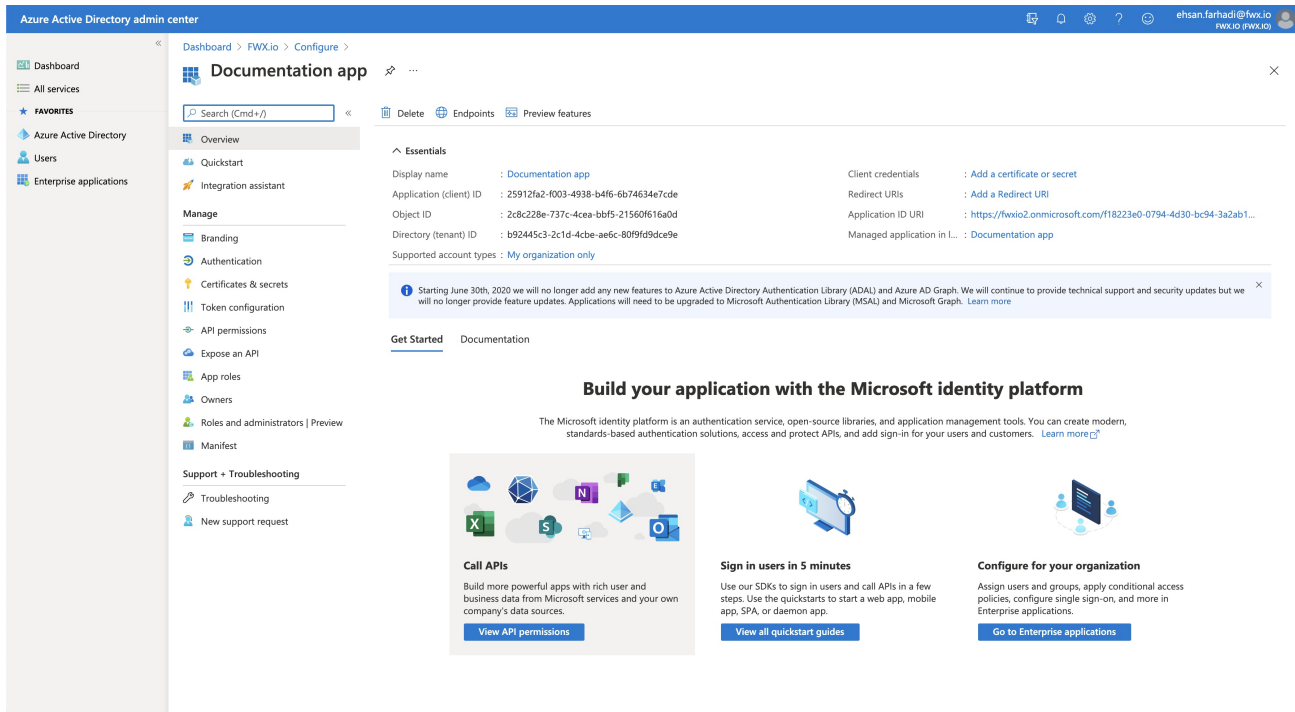 Azure Active Directory admin center
ehsan.farhadi@fwx.io
FWX.IO (FWX.IO)
Dashboard
All services
FAVORITES
Azure Active Directory
Users
Enterprise applications
Dashboard > FWX.io > Configure >
Documentation app
Search (Cmd+/)
Overview
Quickstart
Integration assistant
Manage
Branding
Authentication
Certificates & secrets
Token configuration
API permissions
Expose an API
App roles
Owners
Roles and administrators | Preview
Manifest
Support + Troubleshooting
Troubleshooting
New support request
Delete Endpoints Preview features
Essentials
Display name : Documentation app
Application (client) ID : 25912fa2-f003-4938-b4f6-6b74634e7cde
Object ID : 2c8c228e-737c-4cea-bbf5-21560f616a0d
Directory (tenant) ID : b92445c3-2c1d-4cbe-ae6c-80f9fd9dce9e
Supported account types : My organization only
Client credentials : Add a certificate or secret
Redirect URIs : Add a Redirect URI
Application ID URI : https://fwxio2.onmicrosoft.com/f18223e0-0794-4d30-bc94-3a2ab1...
Managed application in l... : Documentation app
Starting June 30th, 2020 we will no longer add any new features to Azure Active Directory Authentication Library (ADAL) and Azure AD Graph. We will continue to provide technical support and security updates but we
will no longer provide feature updates. Applications will need to be upgraded to Microsoft Authentication Library (MSAL) and Microsoft Graph. Learn more
Get Started Documentation
Build your application with the Microsoft identity platform
The Microsoft identity platform is an authentication service, open-source libraries, and application management tools. You can create modern,
standards-based authentication solutions, access and protect APIs, and add sign-in for your users and customers. Learn more
Call APIs
Build more powerful apps with rich user and
business data from Microsoft services and your own
company's data sources.
View API permissions
Sign in users in 5 minutes
Use our SDKs to sign in users and call APIs in a few
steps. Use the quickstarts to start a web app, mobile
app, SPA, or daemon app.
View all quickstart guides
Configure for your organization
Assign users and groups, apply conditional access
policies, configure single sign-on, and more in
Enterprise applications.
Go to Enterprise applications